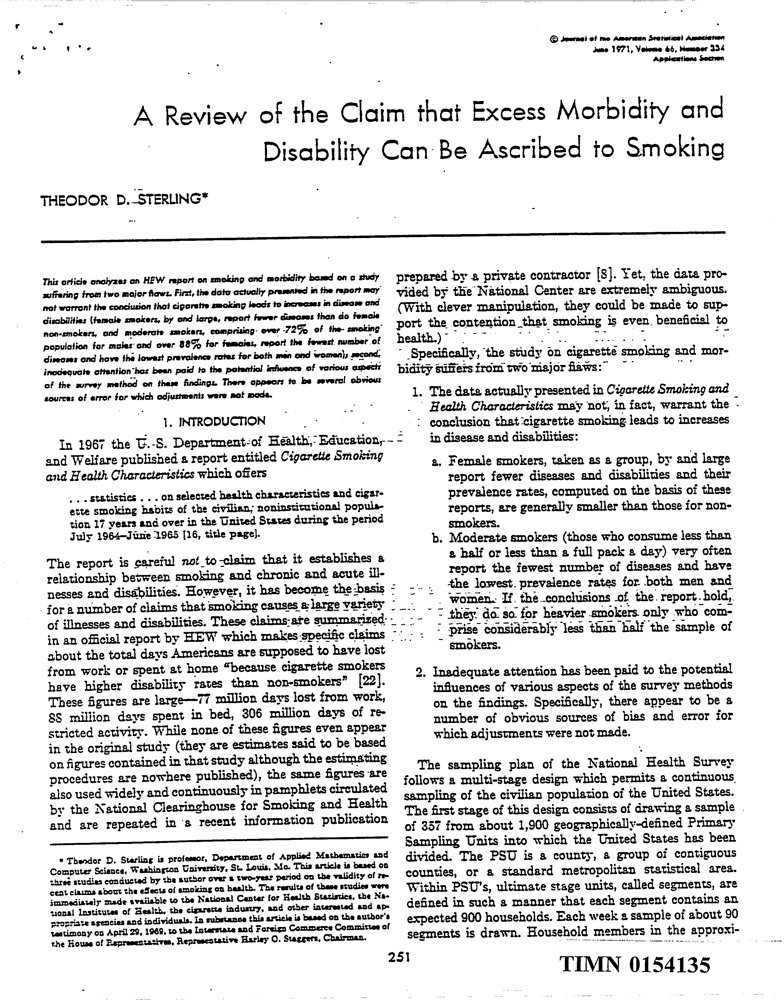 © Journal of the American Statistical Association
June 1971, Volume 66, Number 334
Applications Section
A Review of the Claim that Excess Morbidity and
Disability Can Be Ascribed to Smoking
THEODOR D. STERLING*
This article analyzes an HEW report on smoking and morbidity based on a study
suffering from two major flaws. First, the data actually presented in the report may
not warrant the conclusion that cigarette smoking leads to increases in disease and
disabilities (female smokers, by and large, report fewer diseases than do female
non-smokers, and moderate smokers, comprising over 72% of the smoking
population for males and over 88% for females, report the fewest number of
diseases and have the lowest prevalence rates for both men and women); second,
inadequate attention has been paid to the potential influence of various aspects
of the survey method on these findings. There appears to be several obvious
sources of error for which adjustments were not made.
1. INTRODUCTION
In 1967 the U. S. Department of Health, Education,
and Welfare published a report entitled Cigarette Smoking
and Health Characteristics which offers
. . . statistics . . . on selected health characteristics and cigar-
ette smoking habits of the civilian, noninstitutional popula-
tion 17 years and over in the United States during the period
July 1964–June 1965 [16, title page].
The report is careful not to claim that it establishes a
relationship between smoking and chronic and acute ill-
nesses and disabilities. However, it has become the basis
for a number of claims that smoking causes a large variety
of illnesses and disabilities. These claims are summarized
in an official report by HEW which makes specific claims
about the total days Americans are supposed to have lost
from work or spent at home “because cigarette smokers
have higher disability rates than non-smokers” [22].
These figures are large—77 million days lost from work,
88 million days spent in bed, 306 million days of re-
stricted activity. While none of these figures even appear
in the original study (they are estimates said to be based
on figures contained in that study although the estimating
procedures are nowhere published), the same figures are
also used widely and continuously in pamphlets circulated
by the National Clearinghouse for Smoking and Health
and are repeated in a recent information publication
* Theodor D. Sterling is professor, Department of Applied Mathematics and
Computer Science, Washington University, St. Louis, Mo. This article is based on
three studies conducted by the author over a two-year period on the validity of re-
cent claims about the effects of smoking on health. The results of these studies were
immediately made available to the National Center for Health Statistics, the Na-
tional Institutes of Health, the cigarette industry, and other interested and ap-
propriate agencies and individuals. In substance this article is based on the author's
testimony on April 29, 1969, to the Interstate and Foreign Commerce Committee of
the House of Representatives, Representative Harley O. Staggers, Chairman.
prepared by a private contractor [8]. Yet, the data pro-
vided by the National Center are extremely ambiguous.
(With clever manipulation, they could be made to sup-
port the contention that smoking is even beneficial to
health.)
Specifically, the study on cigarette smoking and mor-
bidity suffers from two major flaws:
1. The data actually presented in Cigarette Smoking and
Health Characteristics may not, in fact, warrant the
conclusion that cigarette smoking leads to increases
in disease and disabilities:
a. Female smokers, taken as a group, by and large
report fewer diseases and disabilities and their
prevalence rates, computed on the basis of these
reports, are generally smaller than those for non-
smokers.
b. Moderate smokers (those who consume less than
a half or less than a full pack a day) very often
report the fewest number of diseases and have
the lowest prevalence rates for both men and
women. If the conclusions of the report hold,
they do so for heavier smokers only who com-
prise considerably less than half the sample of
smokers.
2. Inadequate attention has been paid to the potential
influences of various aspects of the survey methods
on the findings. Specifically, there appear to be a
number of obvious sources of bias and error for
which adjustments were not made.
The sampling plan of the National Health Survey
follows a multi-stage design which permits a continuous
sampling of the civilian population of the United States.
The first stage of this design consists of drawing a sample
of 357 from about 1,900 geographically-defined Primary
Sampling Units into which the United States has been
divided. The PSU is a county, a group of contiguous
counties, or a standard metropolitan statistical area.
Within PSU's, ultimate stage units, called segments, are
defined in such a manner that each segment contains an
expected 900 households. Each week a sample of about 90
segments is drawn. Household members in the approxi-
251
TIMN 0154135